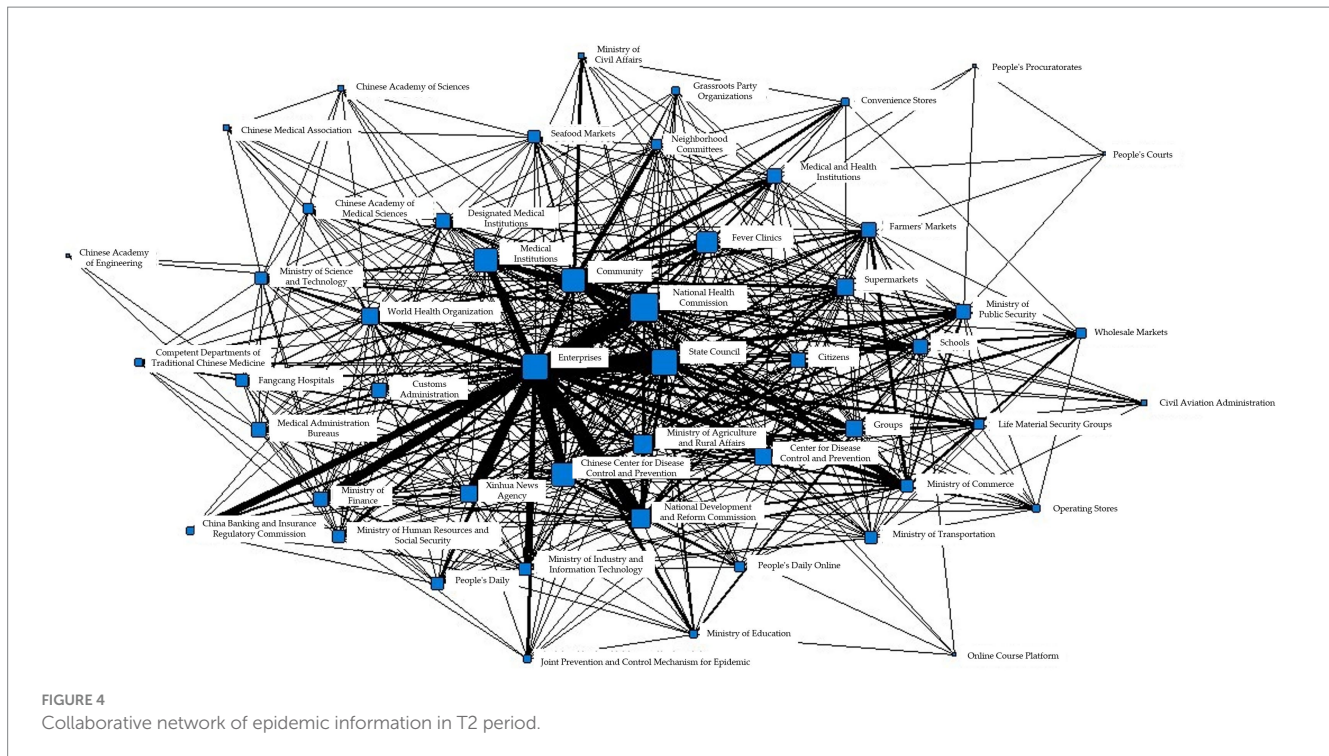 Ministry of
Civil Affairs
People's Procuratorates
Chinese Academy of Sciences
Grassroots Party
Organizations
Convenience Stores
Chinese Medical Association
Seafood Markets
Neighborhood
Committees
People's Courts
Medical and Health
Institutions
Chinese Academy of
Medical Sciences
Designated Medical
Institutions
Farmers' Markets
Fever Clinics
Medical
Institutions
Chinese Academy
of Engineering
Community
Ministry of Science
and Technology
Supermarkets
National Health
Commission
World Health Organization
Ministry of
Public Security
Wholesale Markets
Schools
Competent Departments of
Traditional Chinese Medicine
Enterprises
State Council
Citizens
Fangcang Hospitals
Customs
Administration
Civil Aviation Administration
Medical Administration
Bureaus
Groups
Life Material Security Groups
Ministry of Agriculture
and Rural Affairs
Center for Disease
Control and Prevention
Chinese Center for Disease
Control and Prevention
Ministry of Commerce
Ministry of
Finance
Xinhua News
Agency
Operating Stores
National Development
and Reform Commission
China Banking and Insurance
Regulatory Commission
Ministry of Human Resources and
Social Security
Ministry of Transportation
Ministry of Industry and
Information Technology
People's Daily Online
People's Daily
Ministry of Education
Joint Prevention and Control Mechanism for Epidemic
Online Course Platform
FIGURE 4
Collaborative network of epidemic information in T2 period.